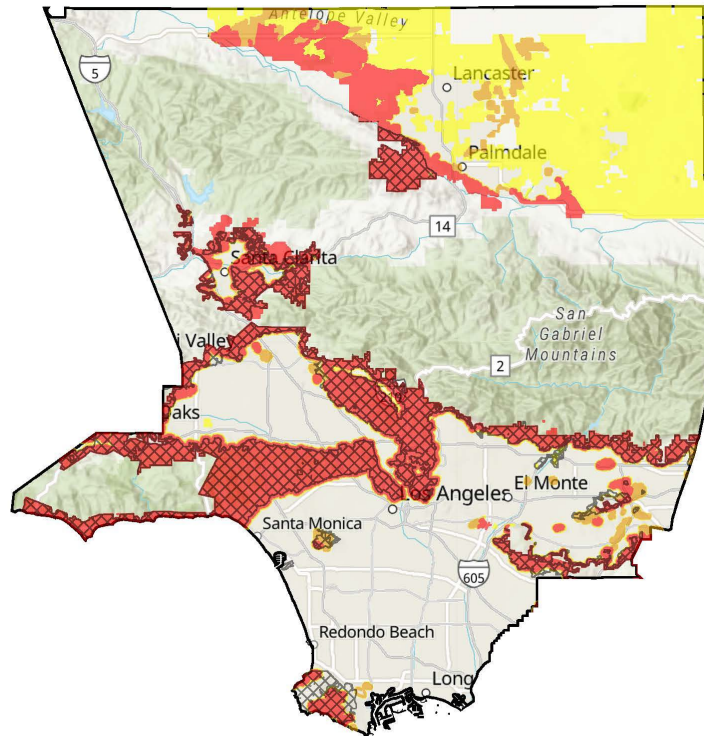 Antelope Valley
5
Lancaster
Palmdale
14
Santa Clarita
San
Gabriel
Mountains
i Valley
2
aks
El Monte
Los Angeles
Santa Monica
605
Redondo Beach
Long